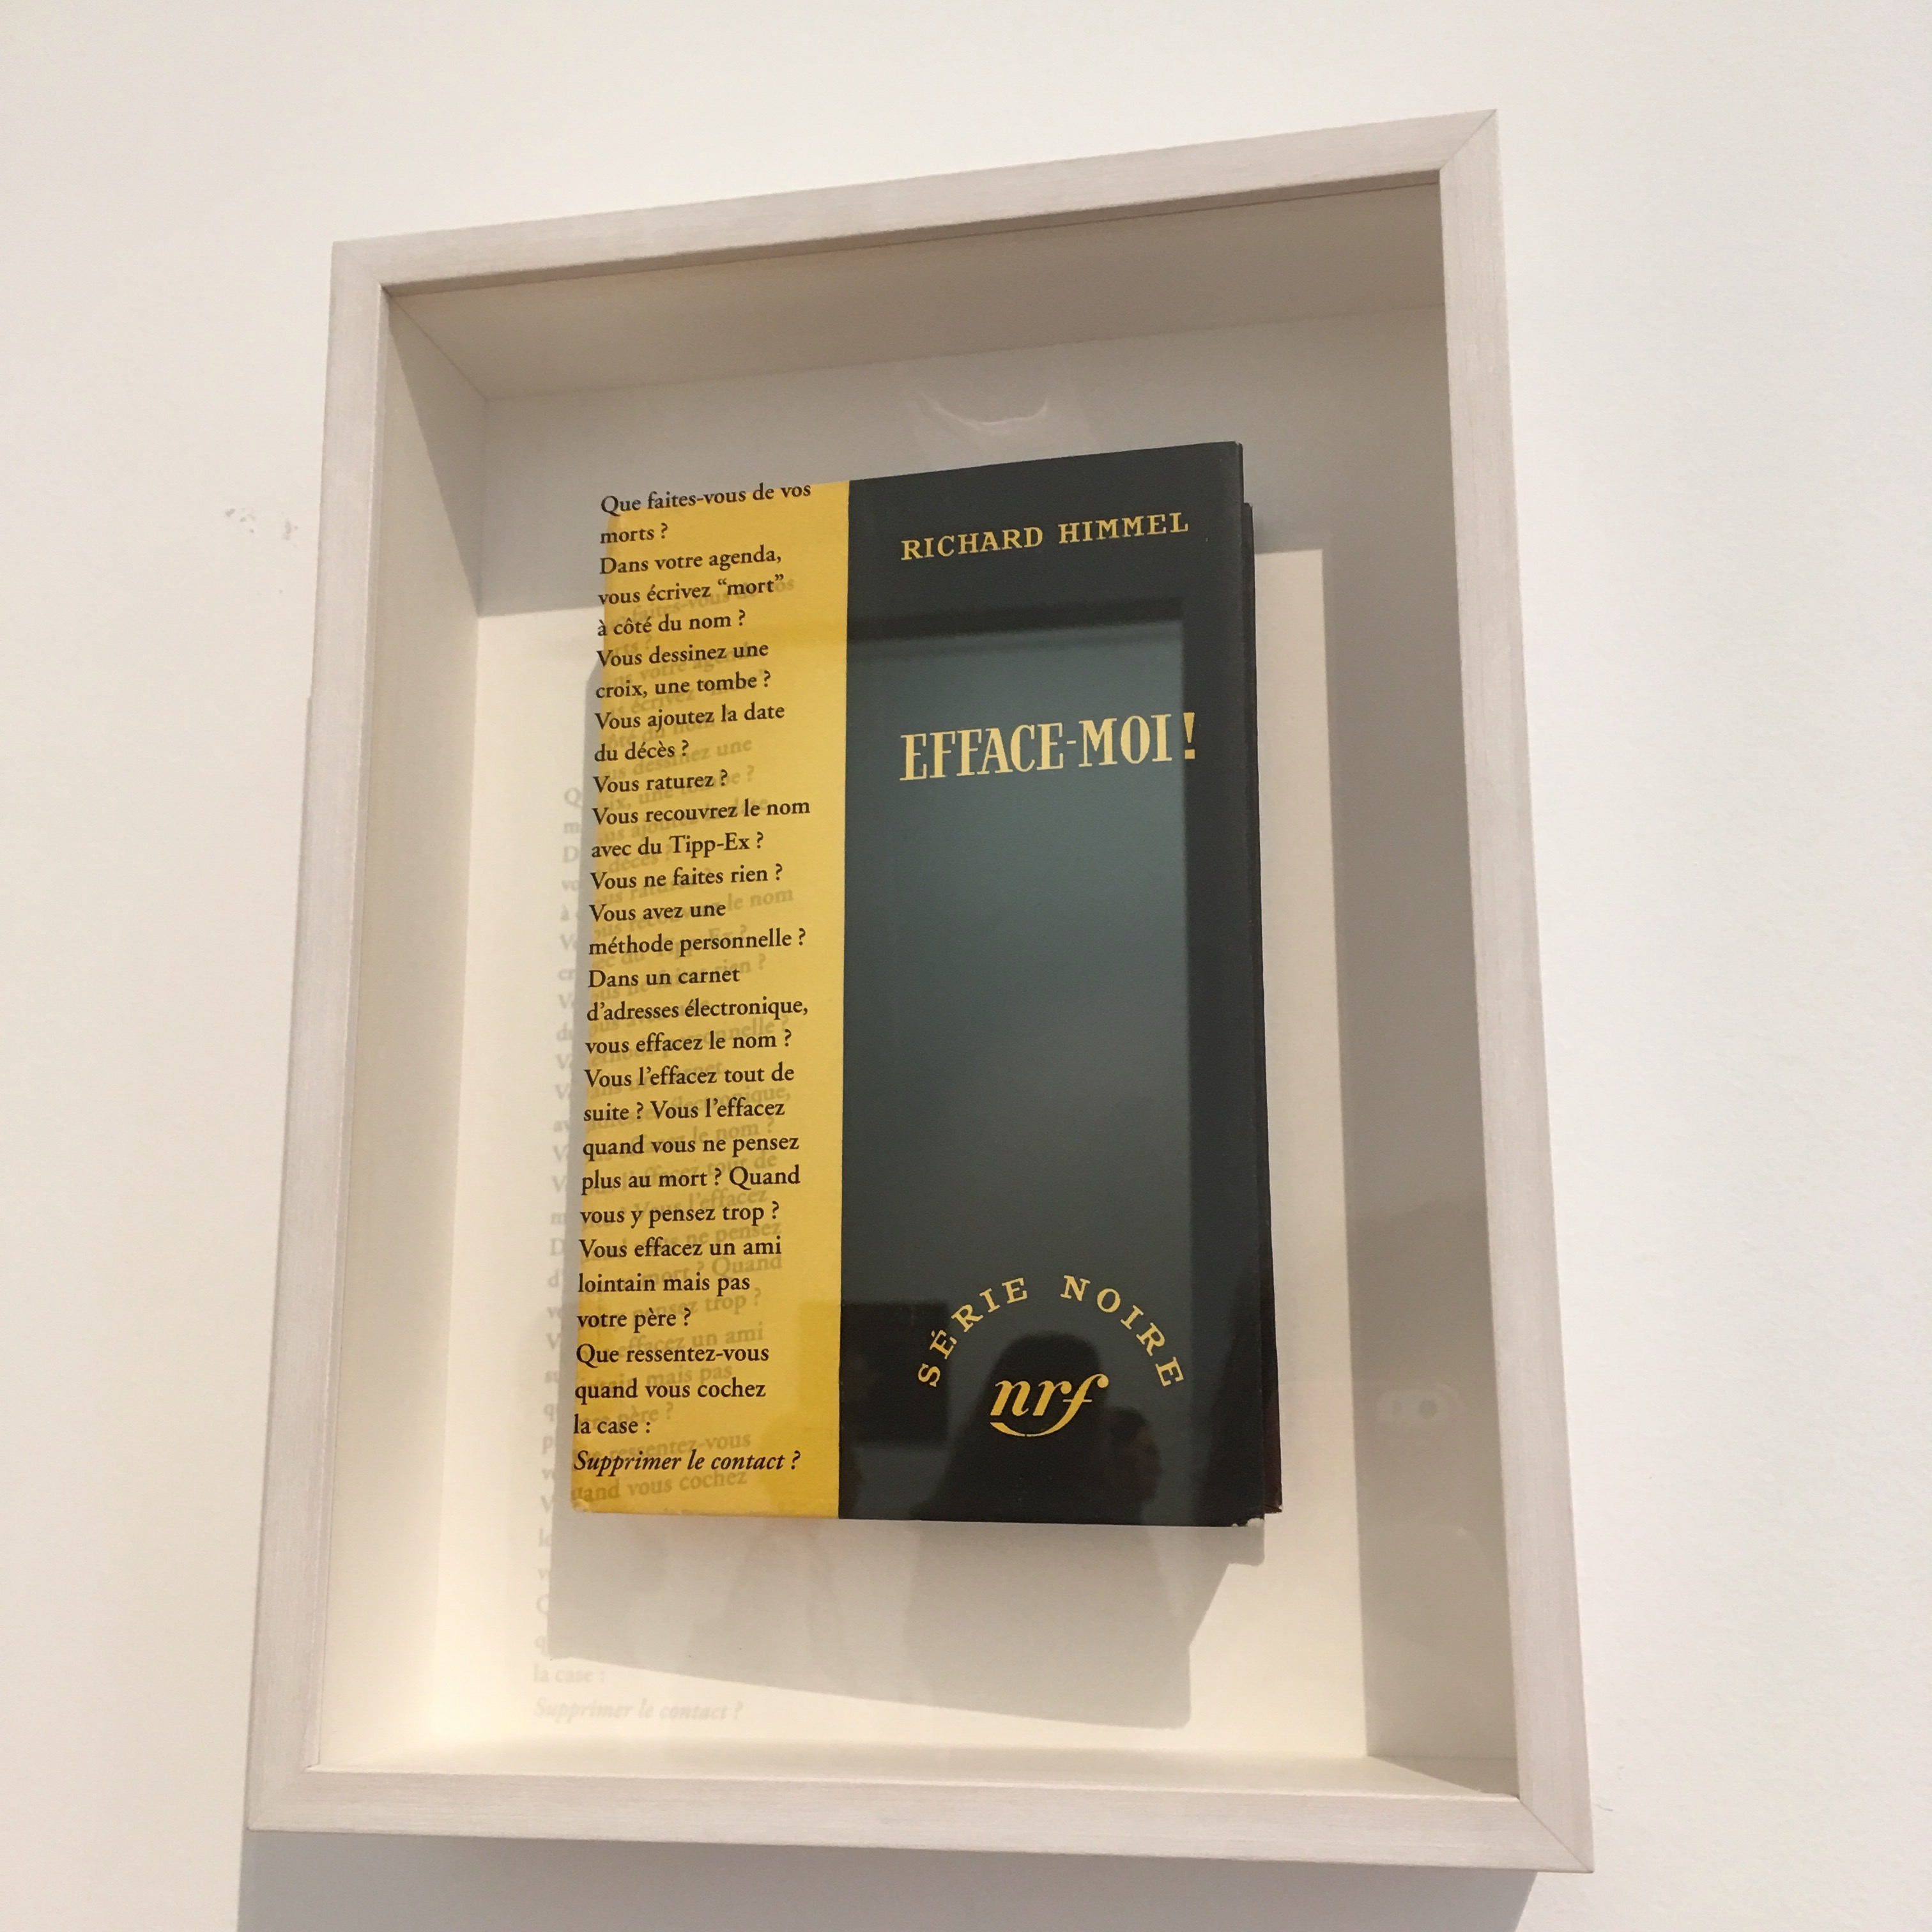 Que faites-vous de vos
morts ?
Dans votre agenda,
vous écrivez “mort”
à côté du nom ?
Vous dessinez une
croix, une tombe ?
Vous ajoutez la date
du décès ?
Vous raturez ?
Vous recouvrez le nom
avec du Tipp-Ex ?
Vous ne faites rien ?
Vous avez une
méthode personnelle ?
Dans un carnet
d’adresses électronique,
vous effacez le nom ?
Vous l’effacez tout de
suite ? Vous l’effacez
quand vous ne pensez
plus au mort ? Quand
vous y pensez trop ?
Vous effacez un ami
lointain mais pas
votre père ?
Que ressentez-vous
quand vous cochez
la case :
Supprimer le contact ?
RICHARD HIMMEL
EFFACE-MOI !
SÉRIE NOIRE
nrf